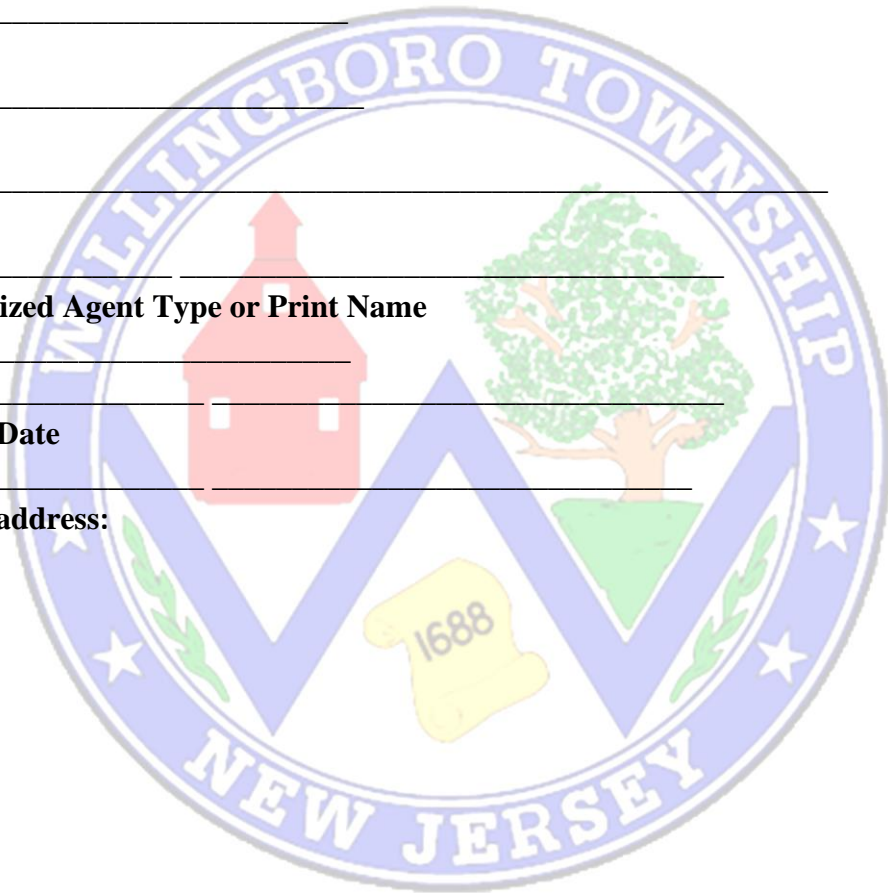 WILLINGBORO TOWNSHIP
ized Agent Type or Print Name
Date
address:
1688
NEW JERSEY